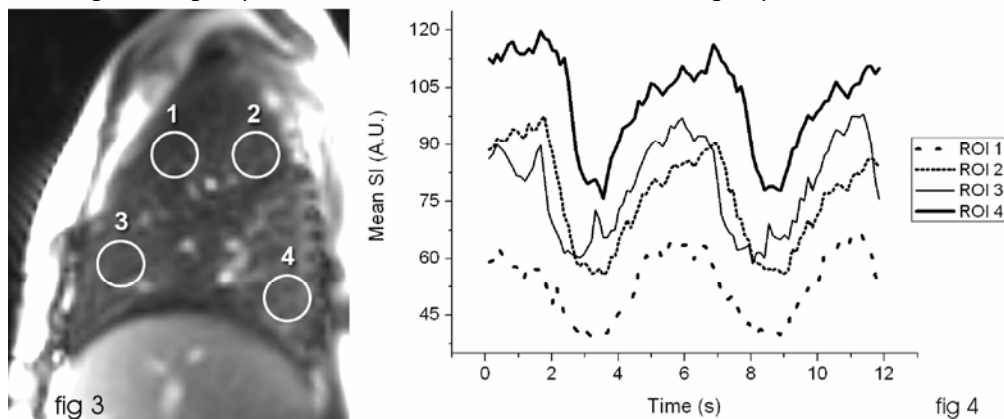 1 2
3
4
fig 3
120
105
90
75
60
45
Mean SI (A.U.)
0 2 4 6 8 10 12
Time (s)
ROI 1
ROI 2
ROI 3
ROI 4
fig 4